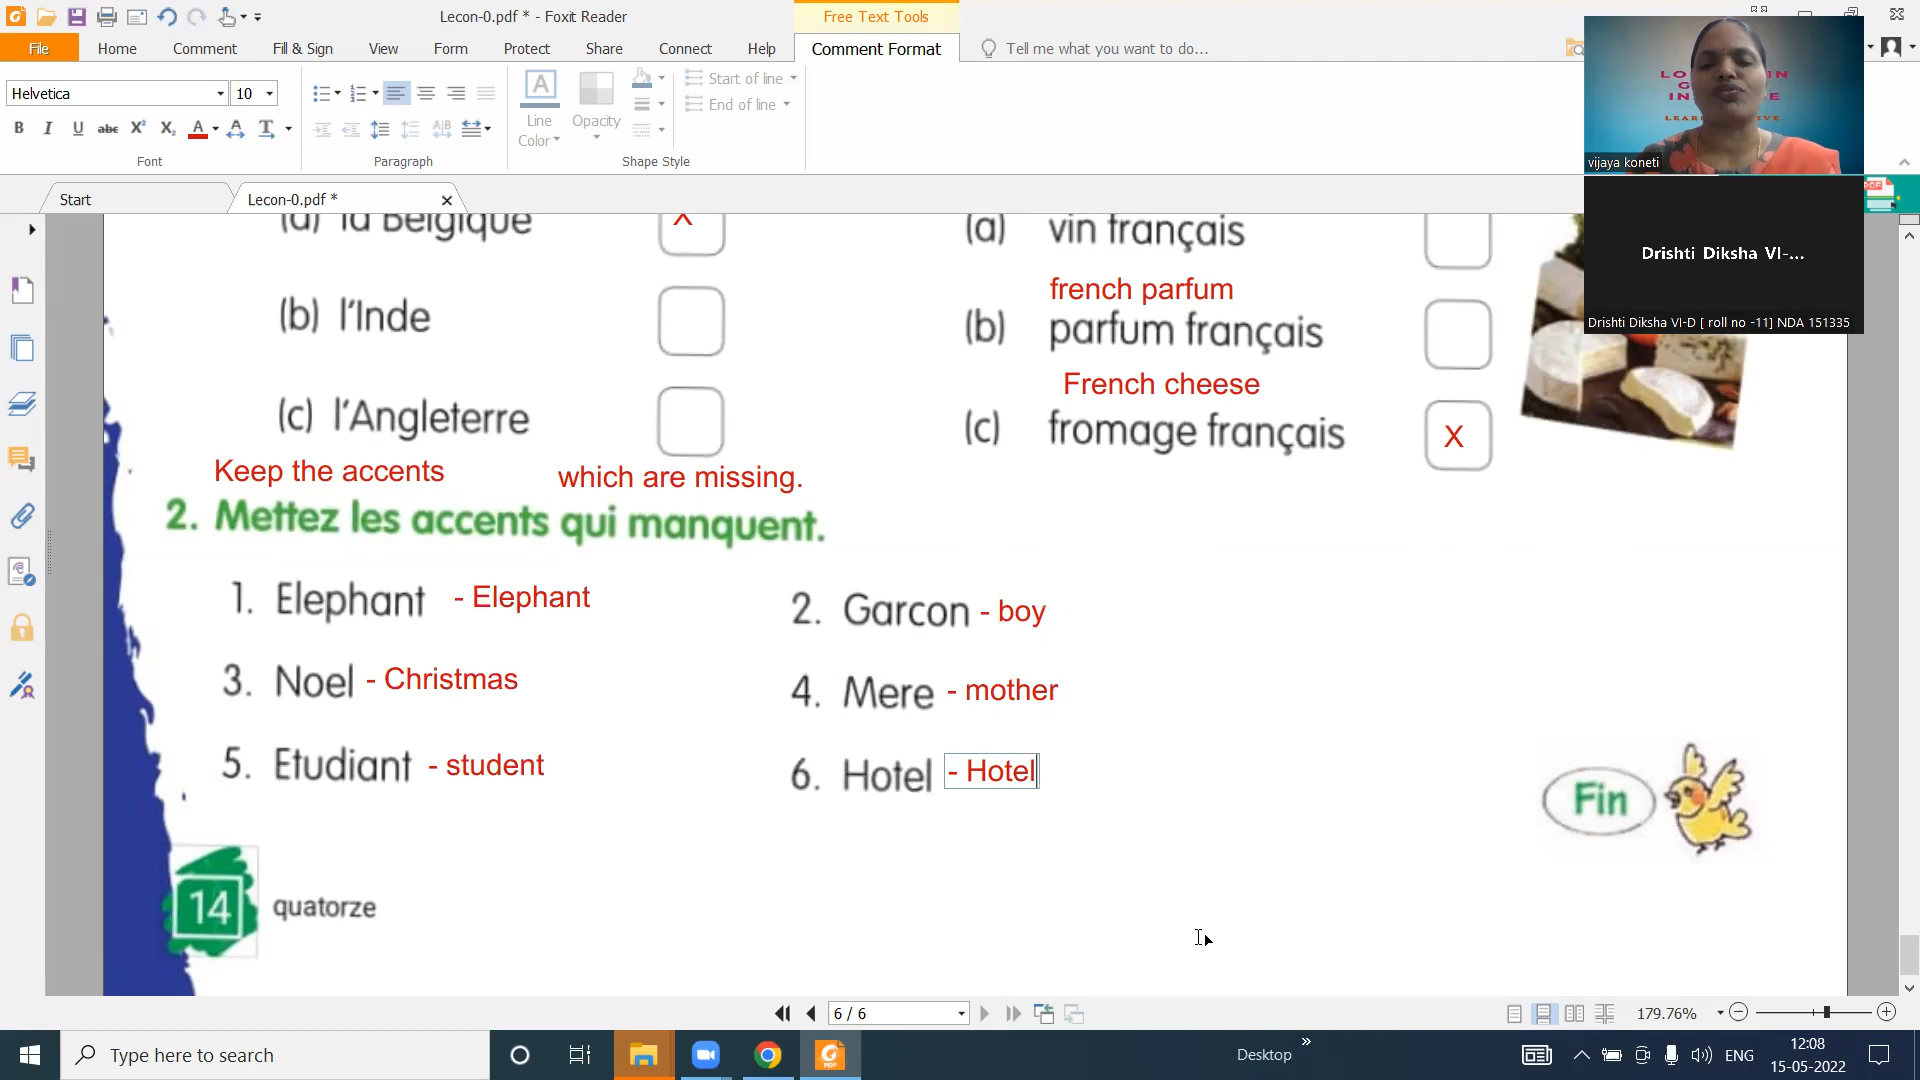 Lecon-0.pdf * - Foxit Reader
Free Text Tools
File Home Comment Fill & Sign View Form Protect Share Connect Help Comment Format Tell me what you want to do...
Helvetica 10
Start of line
End of line
Line Color
Opacity
Font
Paragraph
Shape Style
vijaya koneti
Start
Lecon-0.pdf *
Drishti Diksha VI-...
Drishti Diksha VI-D [ roll no -11] NDA 151335
(a) la Belgique X
(a) vin français
french parfum
(b) l'Inde
(b) parfum français
French cheese
(c) l'Angleterre
(c) fromage français X
Keep the accents which are missing.
2. Mettez les accents qui manquent.
1. Elephant - Elephant
2. Garcon - boy
3. Noel - Christmas
4. Mere - mother
5. Etudiant - student
6. Hotel - Hotel
Fin
14 quatorze
6 / 6
179.76%
Type here to search
Desktop
ENG
12:08
15-05-2022